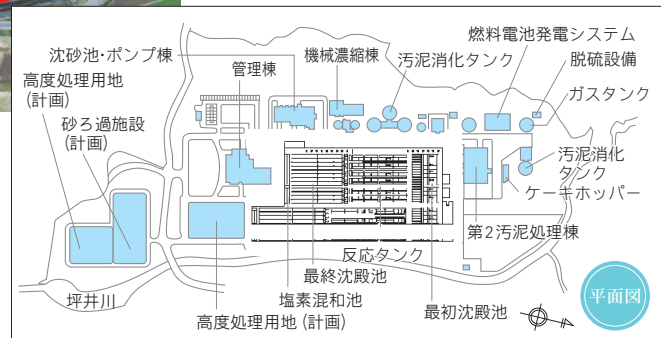 燃料電池発電システム
沈砂池・ポンプ棟
機械濃縮棟
汚泥消化タンク
脱硫設備
高度処理用地
(計画)
管理棟
ガスタンク
砂ろ過施設
(計画)
汚泥消化
タンク
ケーキホッパー
第2汚泥処理棟
反応タンク
最終沈殿池
坪井川
塩素混和池
最初沈殿池
高度処理用地(計画)
平面図
N